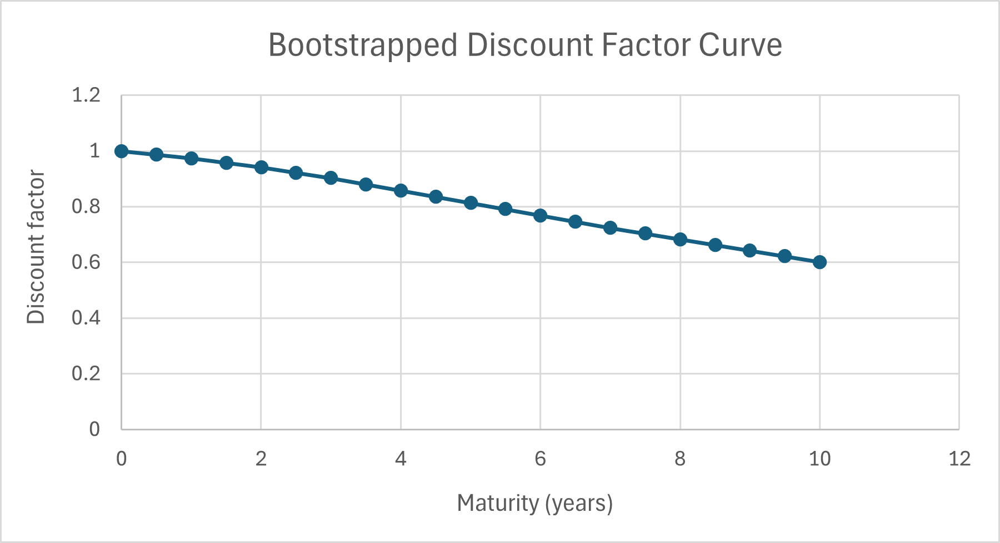 Bootstrapped Discount Factor Curve
1.2
1
0.8
0.6
0.4
0.2
0
Discount factor
0 2 4 6 8 10 12
Maturity (years)